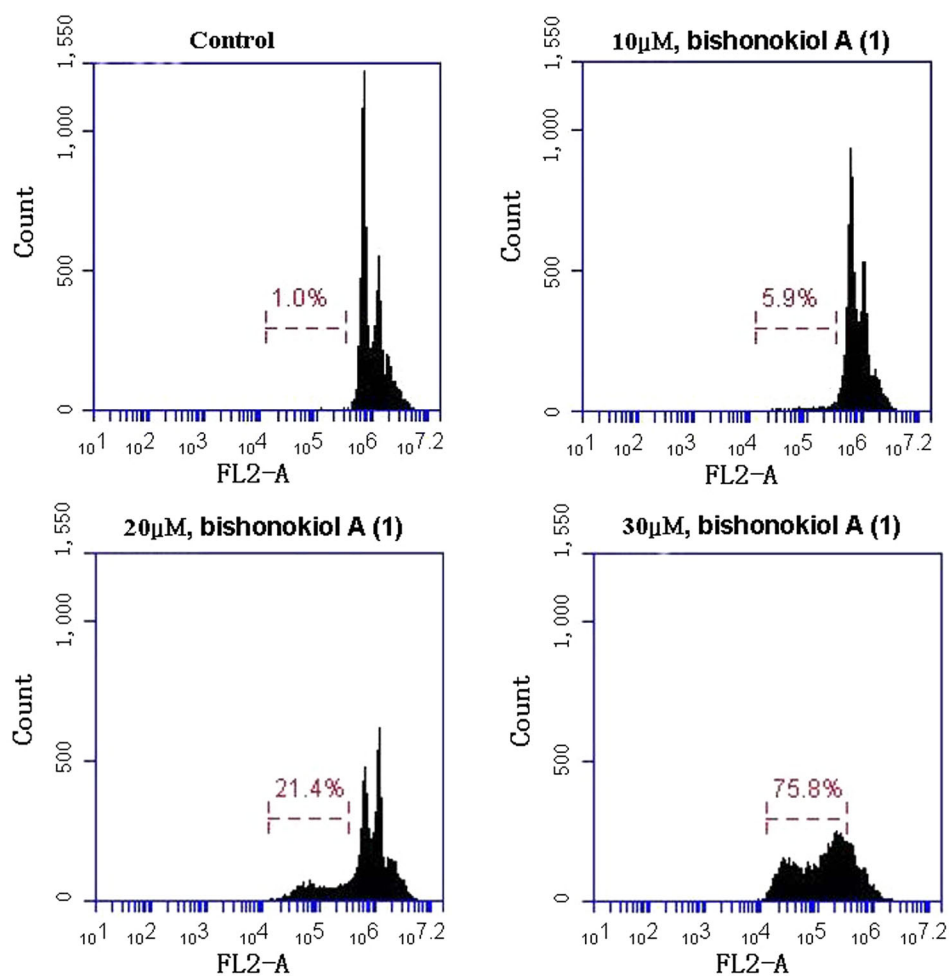 Control
1,550
1,000
500
0
Count
1.0%
10^1 10^2 10^3 10^4 10^5 10^6 10^7.2
FL2-A
10μM, bishonokiol A (1)
1,550
1,000
500
0
Count
5.9%
10^1 10^2 10^3 10^4 10^5 10^6 10^7.2
FL2-A
20μM, bishonokiol A (1)
1,550
1,000
500
0
Count
21.4%
10^1 10^2 10^3 10^4 10^5 10^6 10^7.2
FL2-A
30μM, bishonokiol A (1)
1,550
1,000
500
0
Count
75.8%
10^1 10^2 10^3 10^4 10^5 10^6 10^7.2
FL2-A